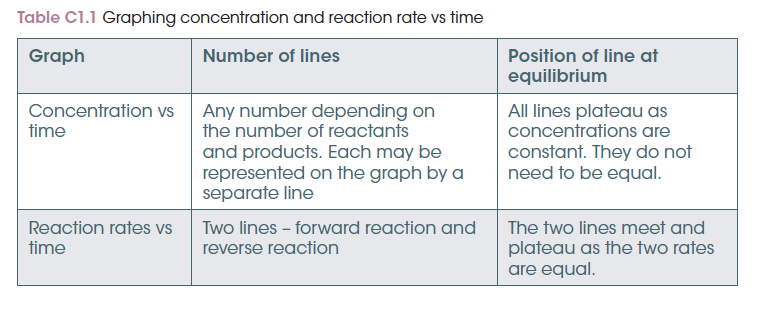 Table C1.1 Graphing concentration and reaction rate vs time
Graph
Number of lines
Position of line at
equilibrium
Concentration vs
time
Any number depending on
the number of reactants
and products. Each may be
represented on the graph by a
separate line
All lines plateau as
concentrations are
constant. They do not
need to be equal.
Reaction rates vs
time
Two lines – forward reaction and
reverse reaction
The two lines meet and
plateau as the two rates
are equal.